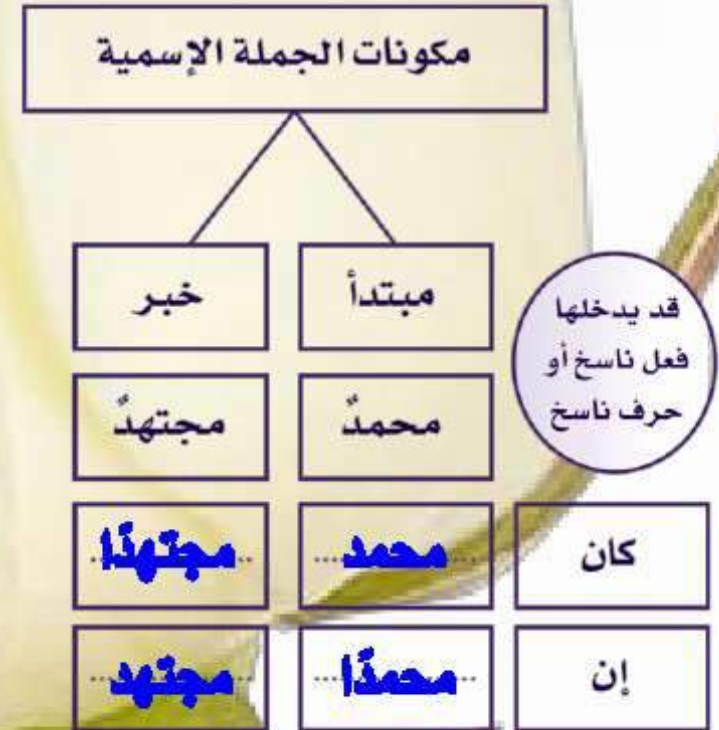 مكونات الجملة الإسمية
مبتدأ
خبر
قد يدخلها
فعل ناسخ أو
حرف ناسخ
محمدٌ
مجتهدٌ
كان
محمد
مجتهدًا
إن
محمدًا
مجتهد